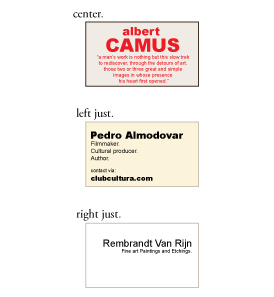 center.
albert
CAMUS
"a man's work is nothing but this slow trek
to rediscover, through the detours of art,
those two or three great and simple
images in whose presence
his heart first opened."
left just.
Pedro Almodovar
Filmmaker.
Cultural producer.
Author.
contact via:
clubcultura.com
right just.
Rembrandt Van Rijn
Fine art Paintings and Etchings.